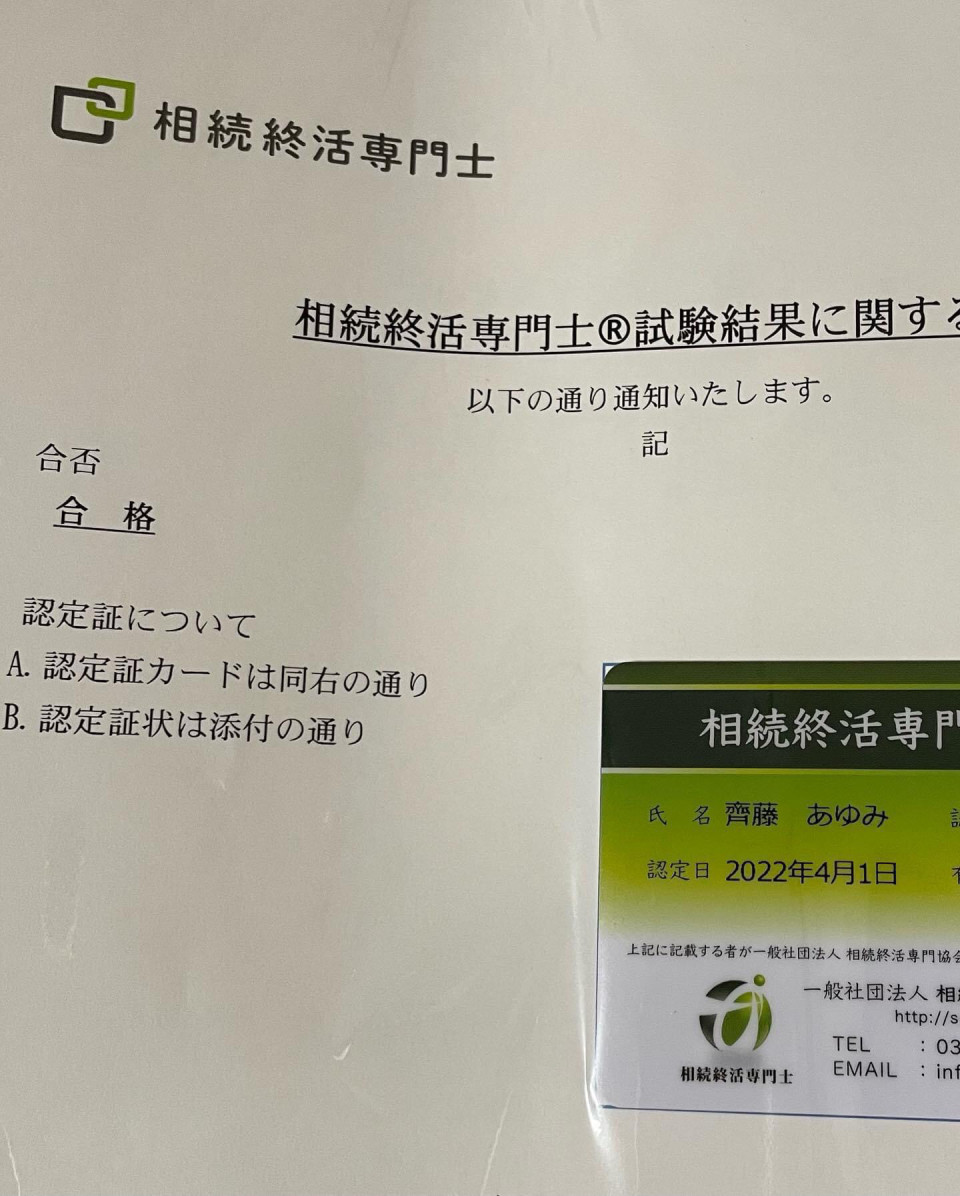 相続終活専門士
相続終活専門士®試験結果に関する
以下の通り通知いたします。
記
合否
合 格
認定証について
A. 認定証カードは同右の通り
B. 認定証状は添付の通り
相続終活専門
氏 名 齊藤 あゆみ
認定日 2022年4月1日
上記に記載する者が一般社団法人 相続終活専門協会
一般社団法人 相続
http://s
TEL : 03
EMAIL : inf
相続終活専門士